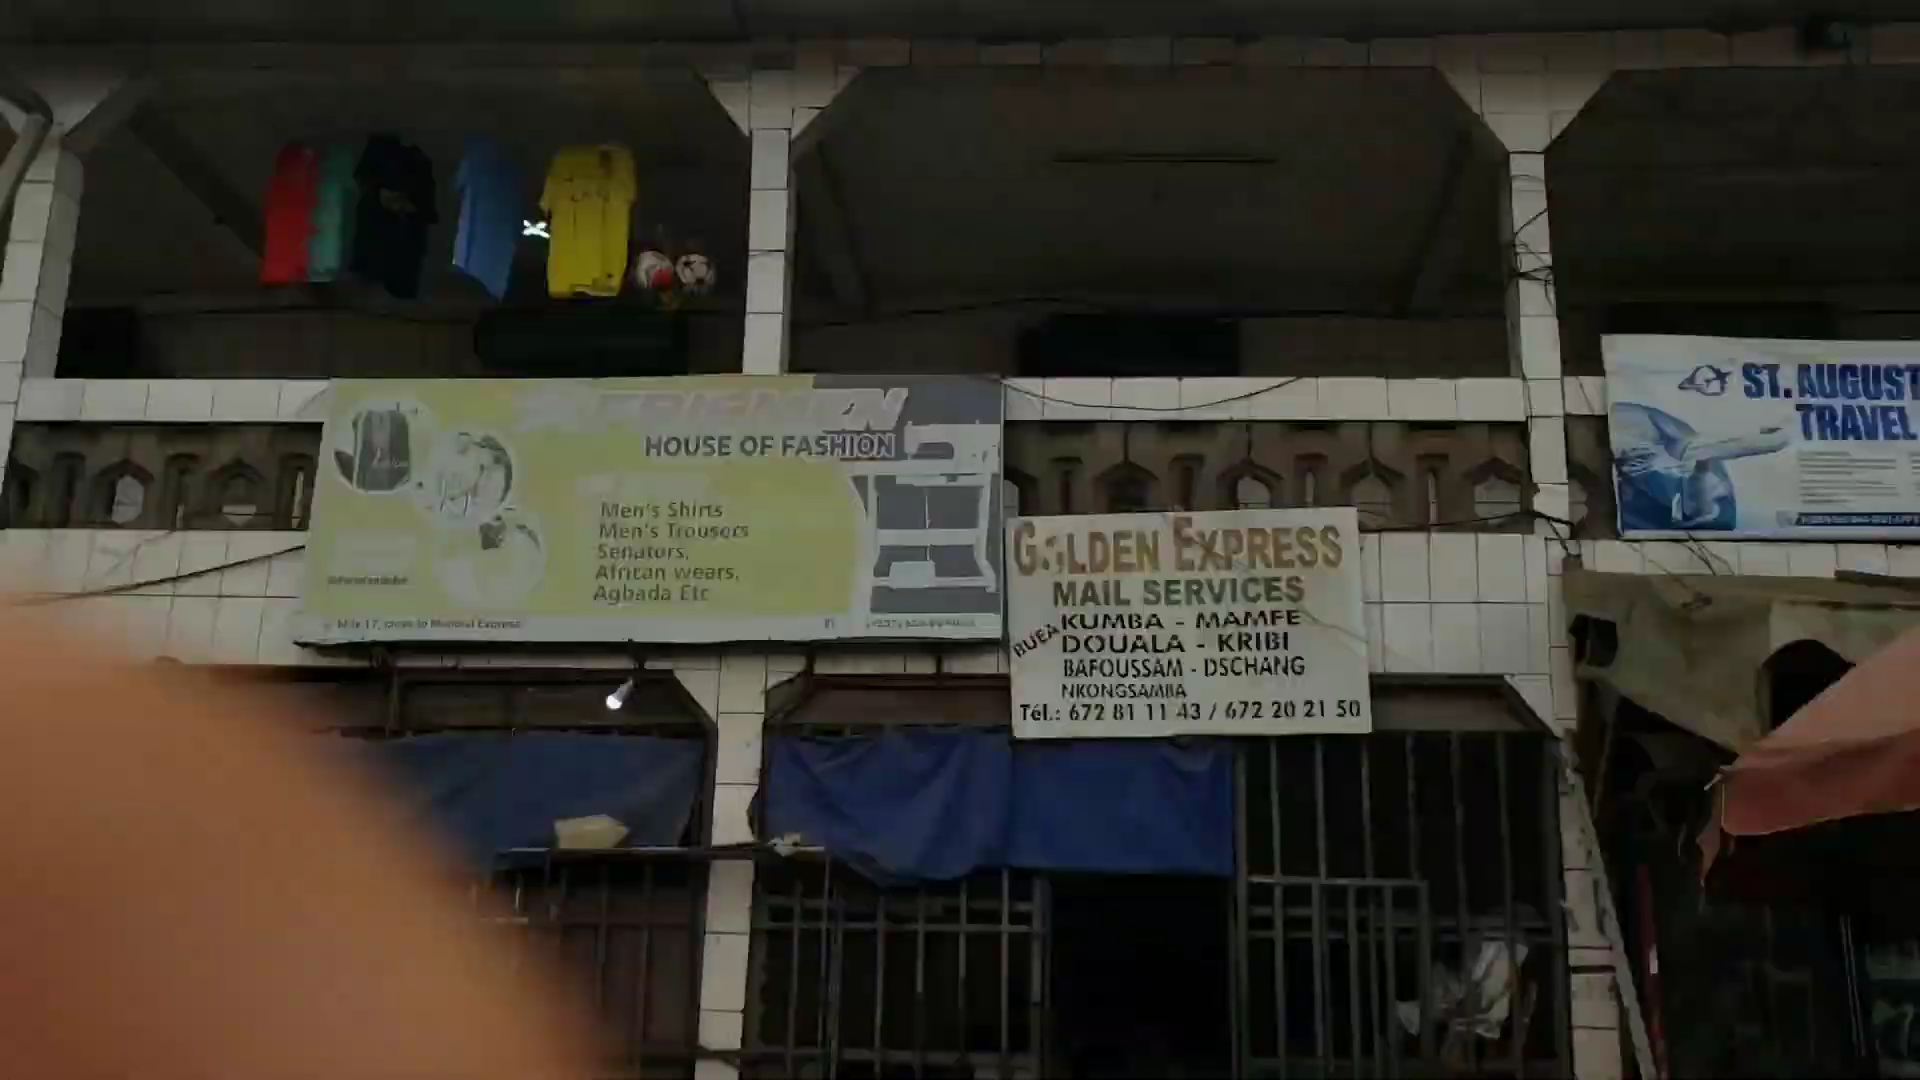 HOUSE OF FASHION
Men's Shirts
Men's Trousers
Senators,
African wears,
Agbada Etc
GOLDEN EXPRESS
MAIL SERVICES
BUEA
KUMBA - MAMFE
DOUALA - KRIBI
BAFOUSSAM - DSCHANG
NKONGSAMBA
Tél.: 672 81 11 43 / 672 20 21 50
ST. AUGUST
TRAVEL